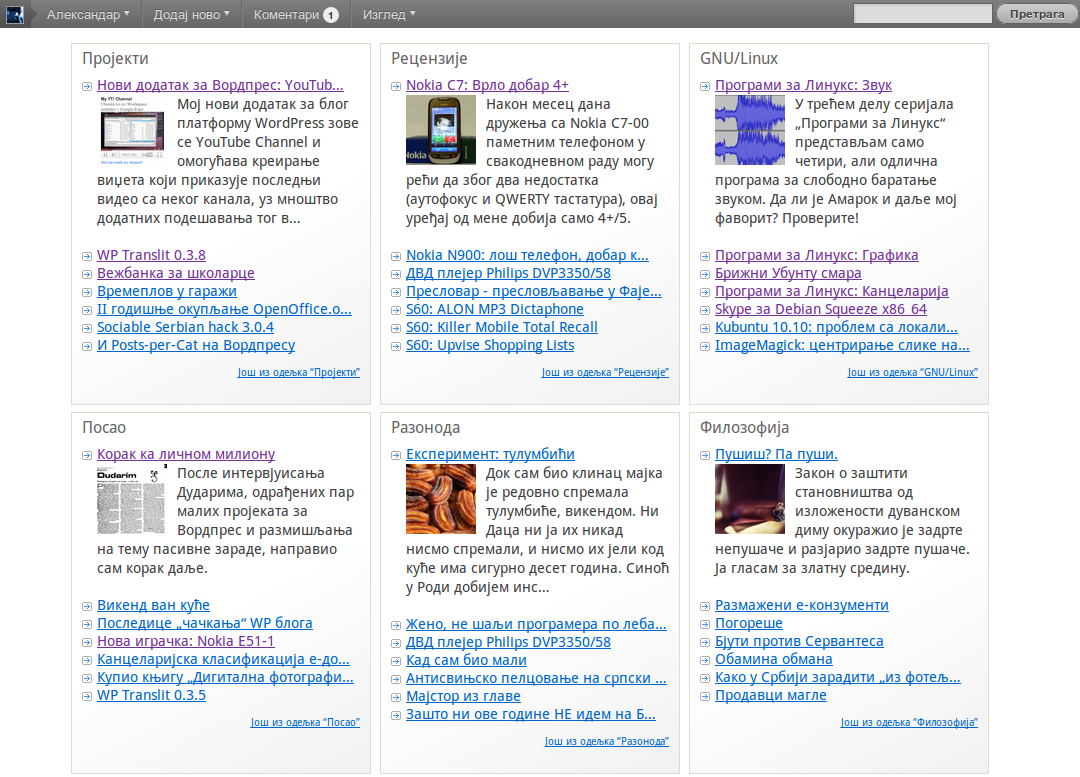 Александар Додај ново Коментари 1 Изглед Претрага
Пројекти
Нови додатак за Вордпрес: YouTub...
My YT! Channel
Мој нови додатак за блог
платформу WordPress зове
се YouTube Channel и
омогућава креирање
виџета који приказује последњи
видео са неког канала, уз мноштво
додатних подешавања тог в...
WP Translit 0.3.8
Вежбанка за школарце
Времеплов у гаражи
II годишње окупљање OpenOffice.o...
Sociable Serbian hack 3.0.4
И Posts-per-Cat на Вордпресу
Још из одељка “Пројекти”
Рецензије
Nokia C7: Врло добар 4+
Након месец дана
дружења са Nokia C7-00
паметним телефоном у
свакодневном раду могу
рећи да због два недостатка
(аутофокус и QWERTY тастатура), овај
уређај од мене добија само 4+/5.
Nokia N900: лош телефон, добар к...
ДВД плејер Philips DVP3350/58
Пресловар - пресловљавање у Фаје...
S60: ALON MP3 Dictaphone
S60: Killer Mobile Total Recall
S60: Upvise Shopping Lists
Још из одељка “Рецензије”
GNU/Linux
Програми за Линукс: Звук
У трећем делу серијала
„Програми за Линукс“
представљам само
четири, али одлична
програма за слободно баратање
звуком. Да ли је Амарок и даље мој
фаворит? Проверите!
Програми за Линукс: Графика
Брижни Убунту смара
Програми за Линукс: Канцеларија
Skype за Debian Squeeze x86_64
Kubuntu 10.10: проблем са локали...
ImageMagick: центрирање слике на...
Још из одељка “GNU/Linux”
Посао
Корак ка личном милиону
Dudarim
После интервјуисања
Дударима, одрађених пар
малих пројеката за
Вордпрес и размишљања
на тему пасивне зараде, направио
сам корак даље.
Викенд ван куће
Последице „чачкања“ WP блога
Нова играчка: Nokia E51-1
Канцеларијска класификација е-до...
Купио књигу „Дигитална фотографи...
WP Translit 0.3.5
Још из одељка “Посао”
Разонода
Експеримент: тулумбићи
Док сам био клинац мајка
је редовно спремала
тулумбиће, викендом. Ни
Даца ни ја их никад
нисмо спремали, и нисмо их јели код
куће има сигурно десет година. Синоћ
у Роди добијем инс...
Жено, не шаљи програмера по леба...
ДВД плејер Philips DVP3350/58
Кад сам био мали
Антисвињско пелцовање на српски ...
Мајстор из главе
Зашто ни ове године НЕ идем на Б...
Још из одељка “Разонода”
Филозофија
Пушиш? Па пуши.
Закон о заштити
становништва од
изложености дуванском
диму окуражио је задрте
непушаче и разјарио задрте пушаче.
Ја гласам за златну средину.
Размажени е-конзументи
Погореше
Бјути против Сервантеса
Обамина обмана
Како у Србији зарадити „из фотељ...
Продавци магле
Још из одељка “Филозофија”